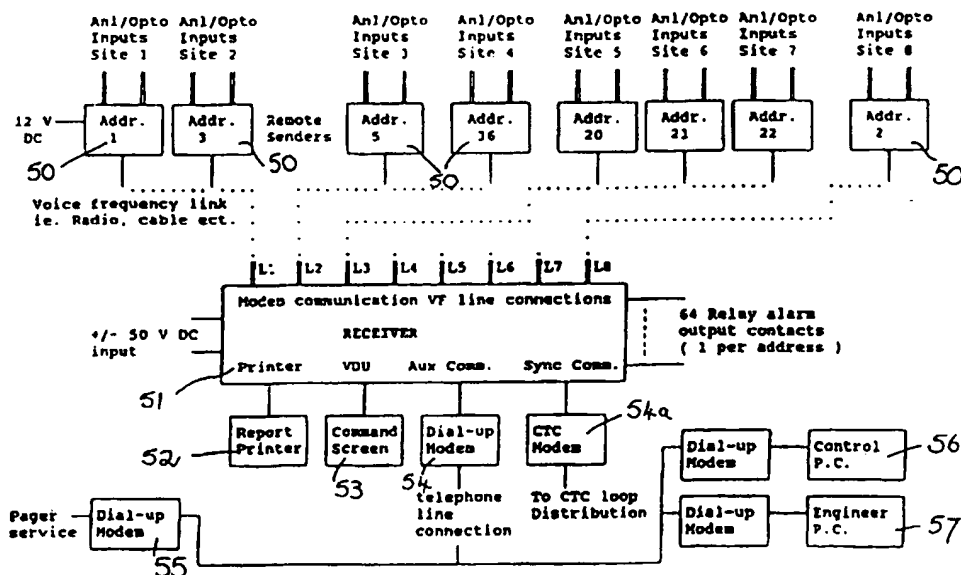 Anl/Opto Anl/Opto Anl/Opto Anl/Opto An1/Opto An1/Opto An1/Opto Anl/Opto
Inputs Inputs Inputs Inputs Inputs Inputs Inputs Inputs
Site 1 Site 2 Site 3 Site 4 Site 5 Site 6 Site 7 Site 8
12 V DC
Addr. 1
Addr. 3
Remote Senders
Addr. 5
Addr. 36
Addr. 20
Addr. 21
Addr. 22
Addr. 2
50 50 50 50
Voice frequency link
ie. Radio, cable ect.
L1 L2 L3 L4 L5 L6 L7 L8
Modem communication VF line connections
RECEIVER
+/- 50 V DC
input
64 Relay alarm
output contacts
( 1 per address )
Printer VDU Aux Comm. Sync Comm.
51
54a
Report Printer
52
Command Screen
53
Dial-up Modem
54
CTC Modem
Dial-up Modem
Control P.C.
56
telephone
line
connection
To CTC loop
Distribution
Dial-up Modem
Engineer P.C.
57
Pager
service
Dial-up Modem
55